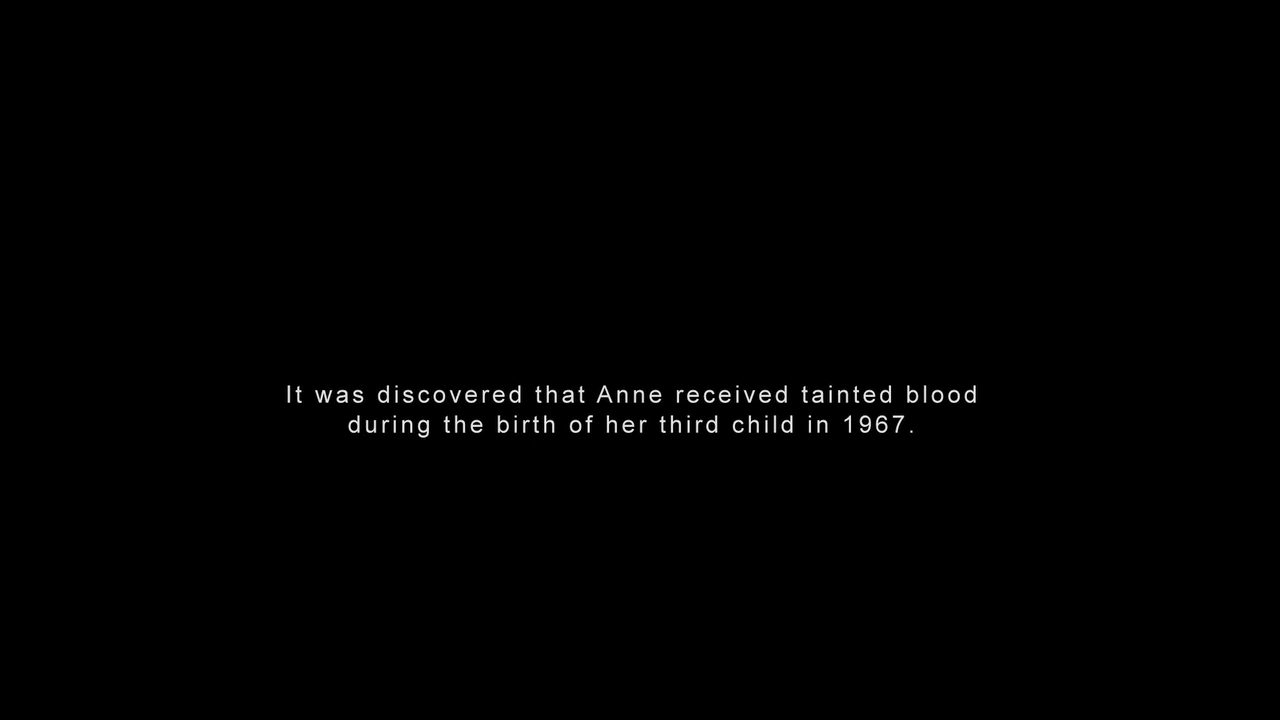 It was discovered that Anne received tainted blood
during the birth of her third child in 1967.